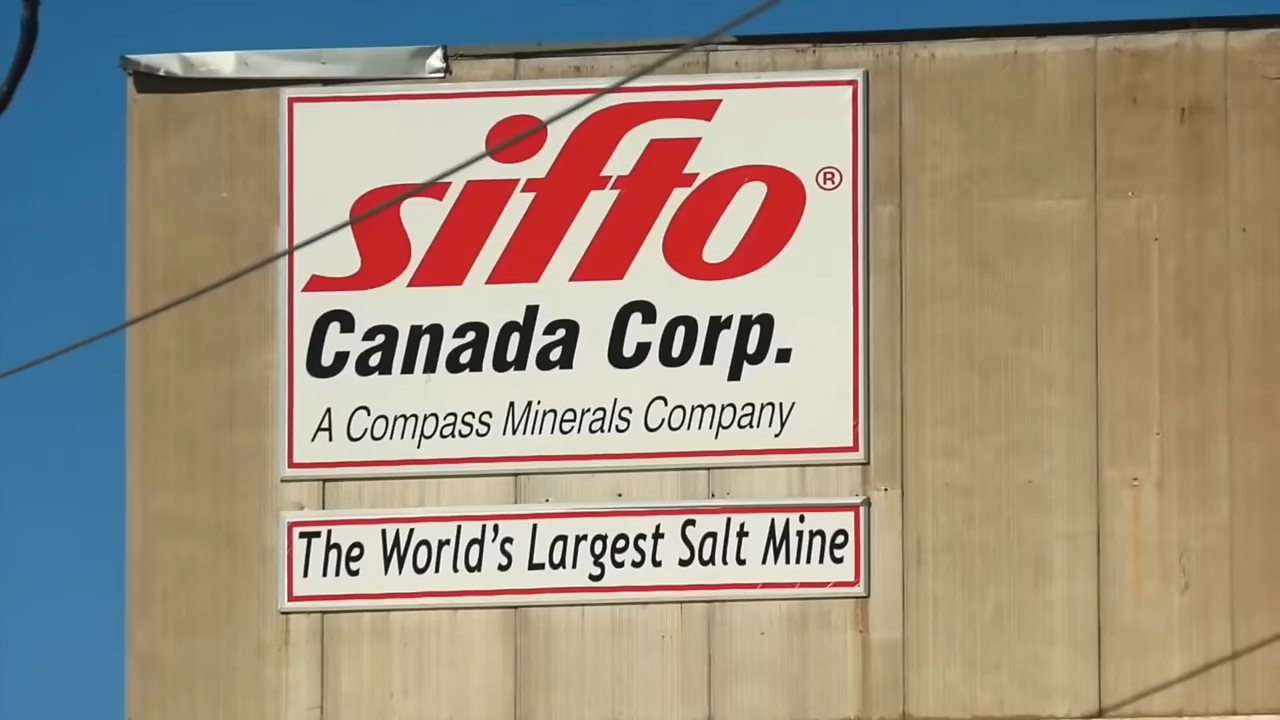 sifto®
Canada Corp.
A Compass Minerals Company
The World's Largest Salt Mine